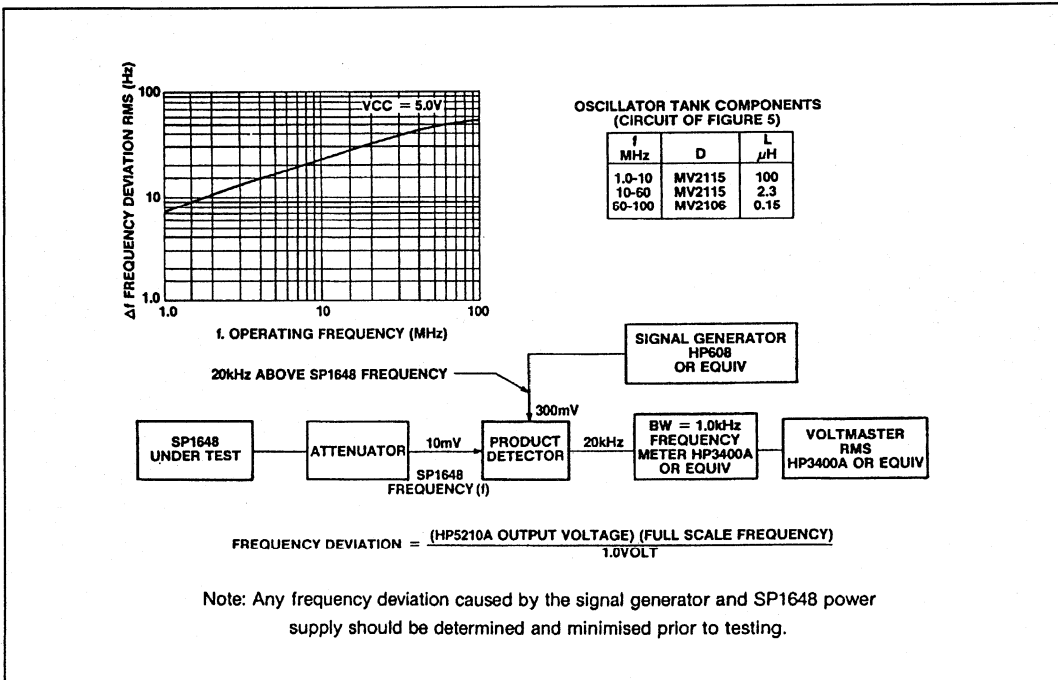 Δf FREQUENCY DEVIATION RMS (Hz)
100
10
1.0
VCC = 5.0V
1.0
10
100
f. OPERATING FREQUENCY (MHz)
OSCILLATOR TANK COMPONENTS
(CIRCUIT OF FIGURE 5)
f MHz D L μH
1.0-10 MV2115 100
10-60 MV2115 2.3
60-100 MV2106 0.15
SIGNAL GENERATOR
HP608
OR EQUIV
20kHz ABOVE SP1648 FREQUENCY
300mV
SP1648
UNDER TEST
ATTENUATOR
10mV
SP1648
FREQUENCY (f)
PRODUCT
DETECTOR
20kHz
BW = 1.0kHz
FREQUENCY
METER HP3400A
OR EQUIV
VOLTMASTER
RMS
HP3400A OR EQUIV
FREQUENCY DEVIATION = (HP5210A OUTPUT VOLTAGE) (FULL SCALE FREQUENCY)
1.0VOLT
Note: Any frequency deviation caused by the signal generator and SP1648 power
supply should be determined and minimised prior to testing.